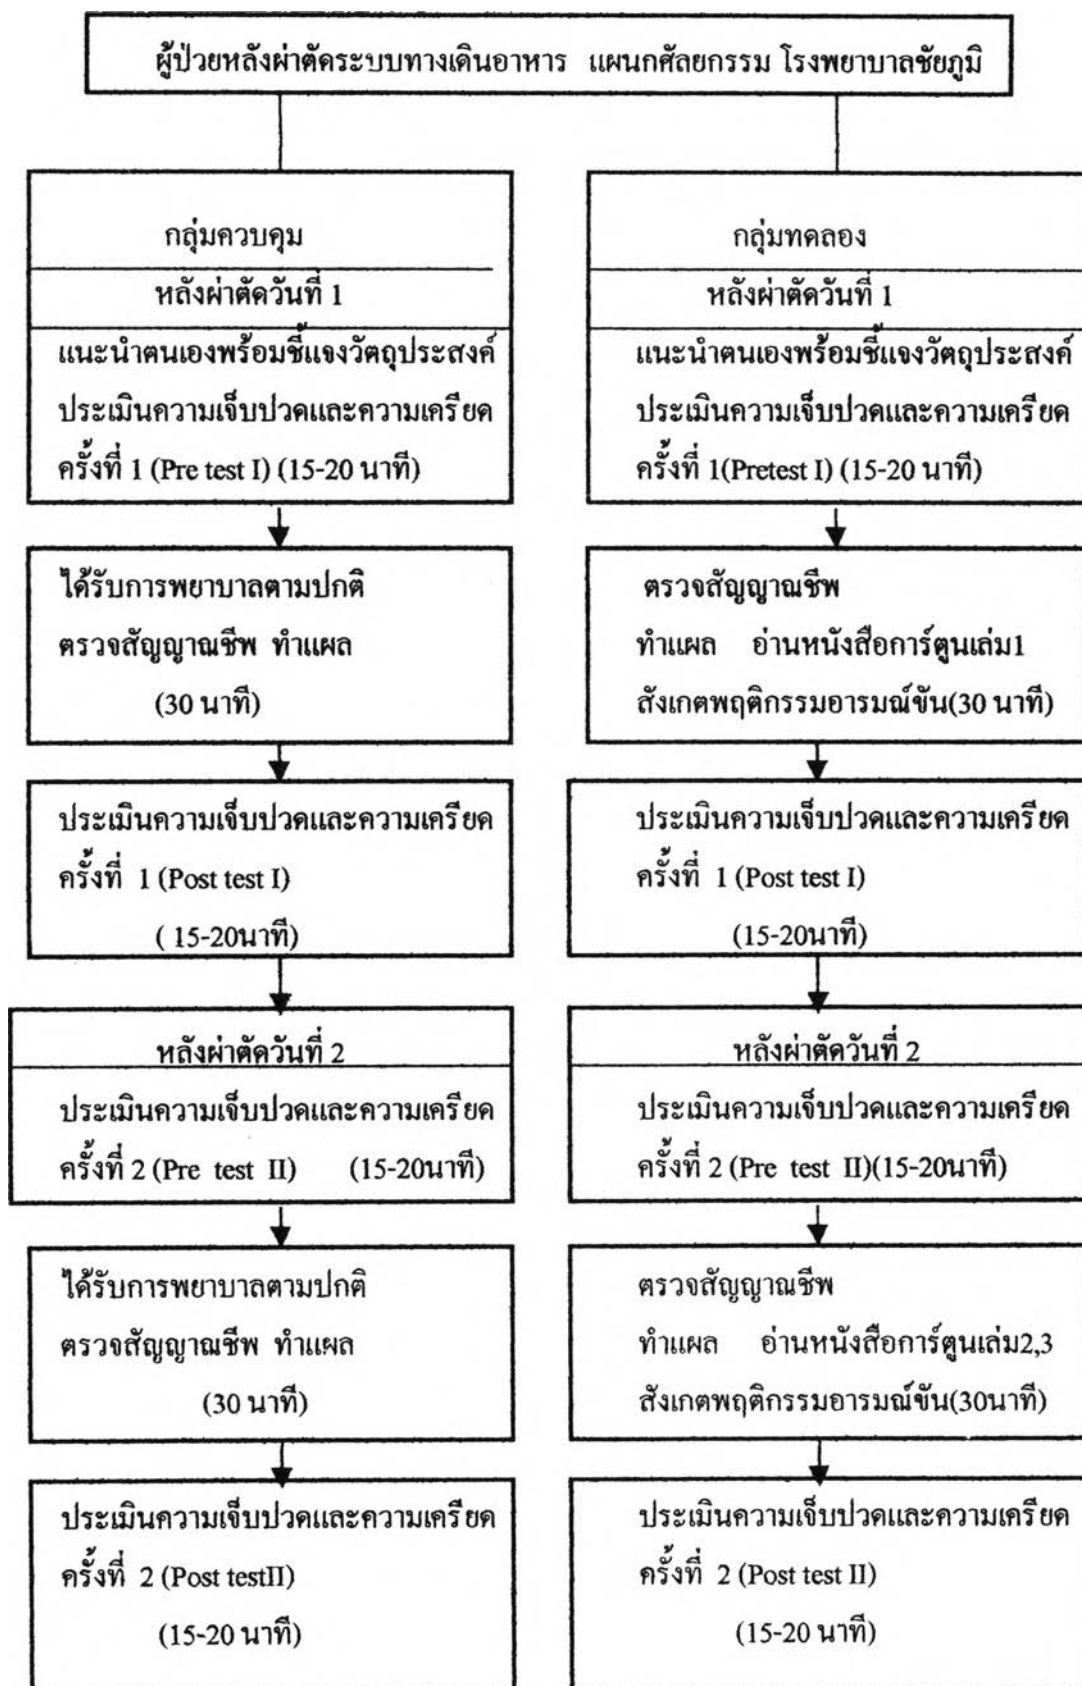 ผู้ป่วยหลังผ่าตัดระบบทางเดินอาหาร แผนกศัลยกรรม โรงพยาบาลชัยภูมิ
กลุ่มควบคุม
หลังผ่าตัดวันที่ 1
แนะนำตนเองพร้อมชี้แจงวัตถุประสงค์
ประเมินความเจ็บปวดและความเครียด
ครั้งที่ 1 (Pre test I) (15-20 นาที)
ได้รับการพยาบาลตามปกติ
ตรวจสัญญาณชีพ ทำแผล
(30 นาที)
ประเมินความเจ็บปวดและความเครียด
ครั้งที่ 1 (Post test I)
( 15-20นาที)
หลังผ่าตัดวันที่ 2
ประเมินความเจ็บปวดและความเครียด
ครั้งที่ 2 (Pre test II) (15-20นาที)
ได้รับการพยาบาลตามปกติ
ตรวจสัญญาณชีพ ทำแผล
(30 นาที)
ประเมินความเจ็บปวดและความเครียด
ครั้งที่ 2 (Post testII)
(15-20 นาที)
กลุ่มทดลอง
หลังผ่าตัดวันที่ 1
แนะนำตนเองพร้อมชี้แจงวัตถุประสงค์
ประเมินความเจ็บปวดและความเครียด
ครั้งที่ 1(Pretest I) (15-20 นาที)
ตรวจสัญญาณชีพ
ทำแผล อ่านหนังสือการ์ตูนเล่ม1
สังเกตพฤติกรรมอารมณ์ขัน(30 นาที)
ประเมินความเจ็บปวดและความเครียด
ครั้งที่ 1 (Post test I)
(15-20นาที)
หลังผ่าตัดวันที่ 2
ประเมินความเจ็บปวดและความเครียด
ครั้งที่ 2 (Pre test II)(15-20นาที)
ตรวจสัญญาณชีพ
ทำแผล อ่านหนังสือการ์ตูนเล่ม2,3
สังเกตพฤติกรรมอารมณ์ขัน(30นาที)
ประเมินความเจ็บปวดและความเครียด
ครั้งที่ 2 (Post test II)
(15-20 นาที)